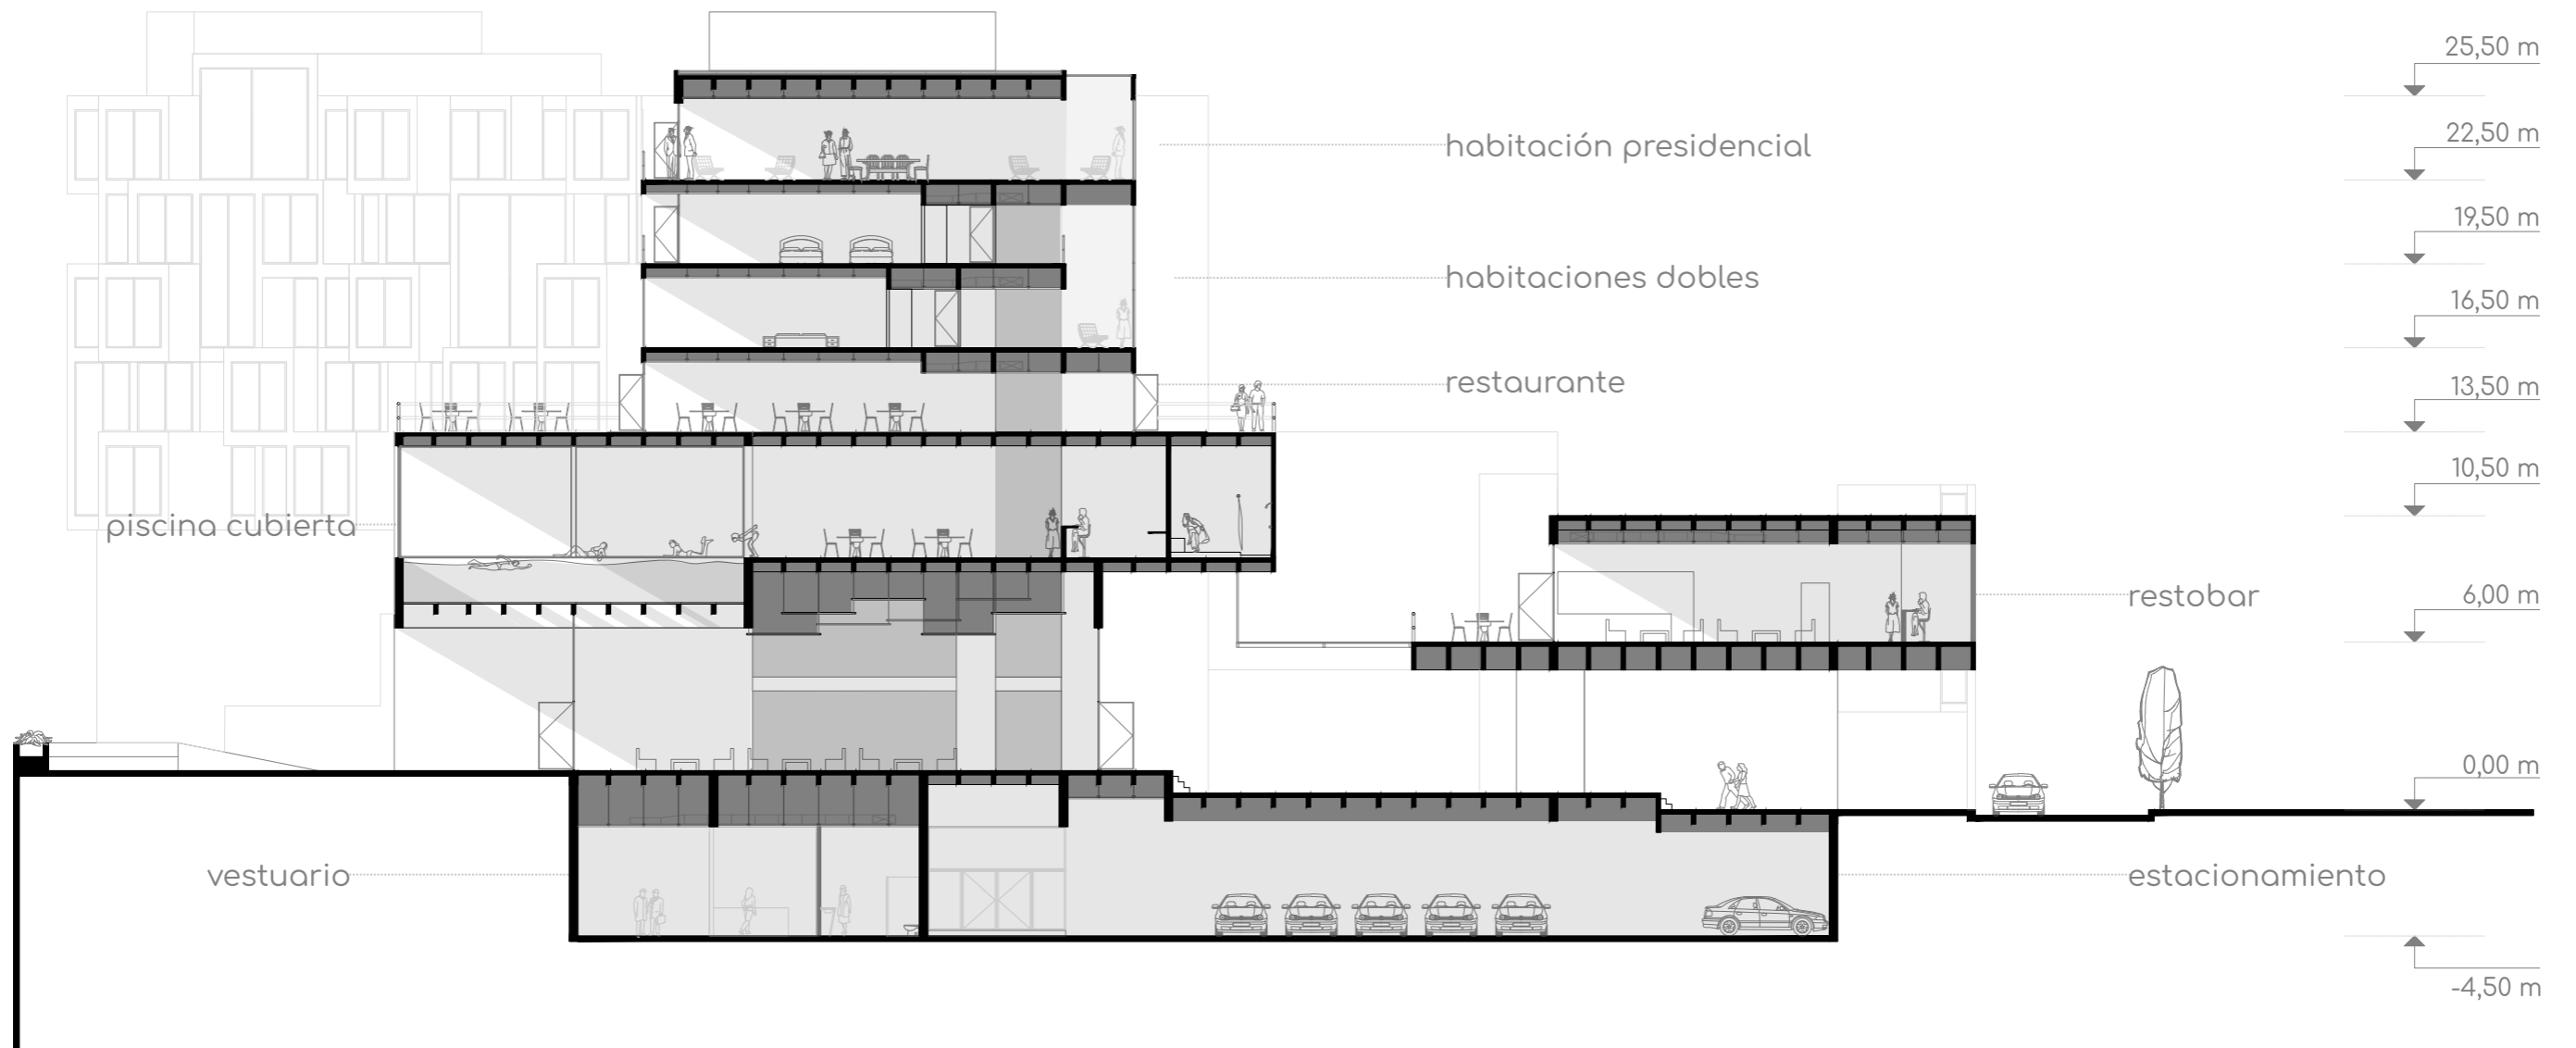 25,50 m
22,50 m
habitación presidencial
19,50 m
habitaciones dobles
16,50 m
restaurante
13,50 m
10,50 m
piscina cubierta
restobar
6,00 m
0,00 m
vestuario
estacionamiento
-4,50 m